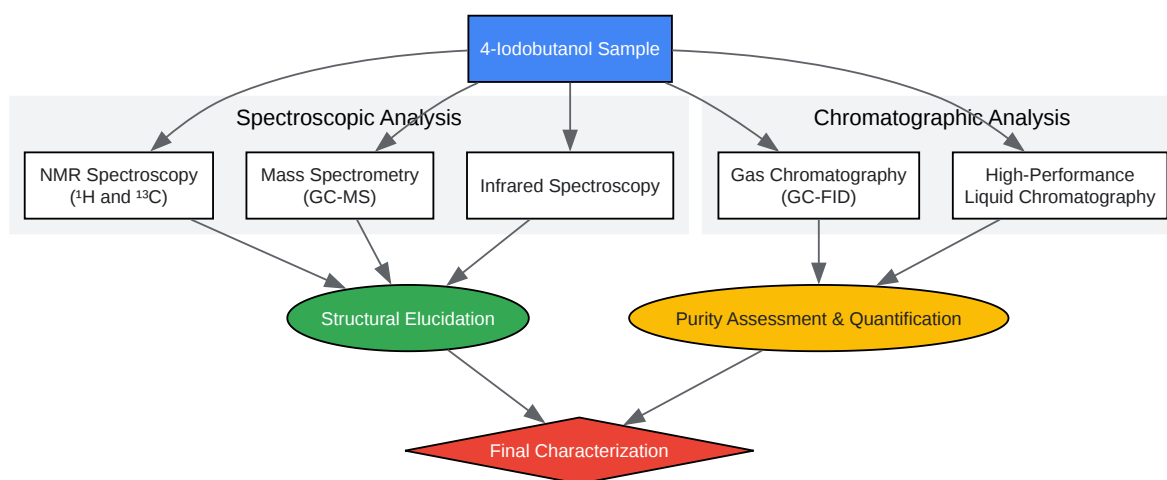 4-Iodobutanol Sample
Spectroscopic Analysis
Chromatographic Analysis
NMR Spectroscopy
(¹H and ¹³C)
Mass Spectrometry
(GC-MS)
Infrared Spectroscopy
Gas Chromatography
(GC-FID)
High-Performance
Liquid Chromatography
Structural Elucidation
Purity Assessment & Quantification
Final Characterization